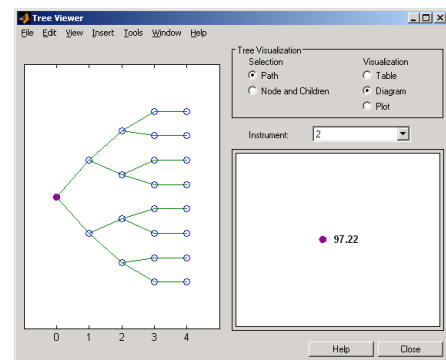 Tree Viewer
File Edit View Insert Tools Window Help
Tree Visualization
Selection
Path
Node and Children
Visualization
Table
Diagram
Plot
Instrument: 2
97.22
0 1 2 3 4
Help Close